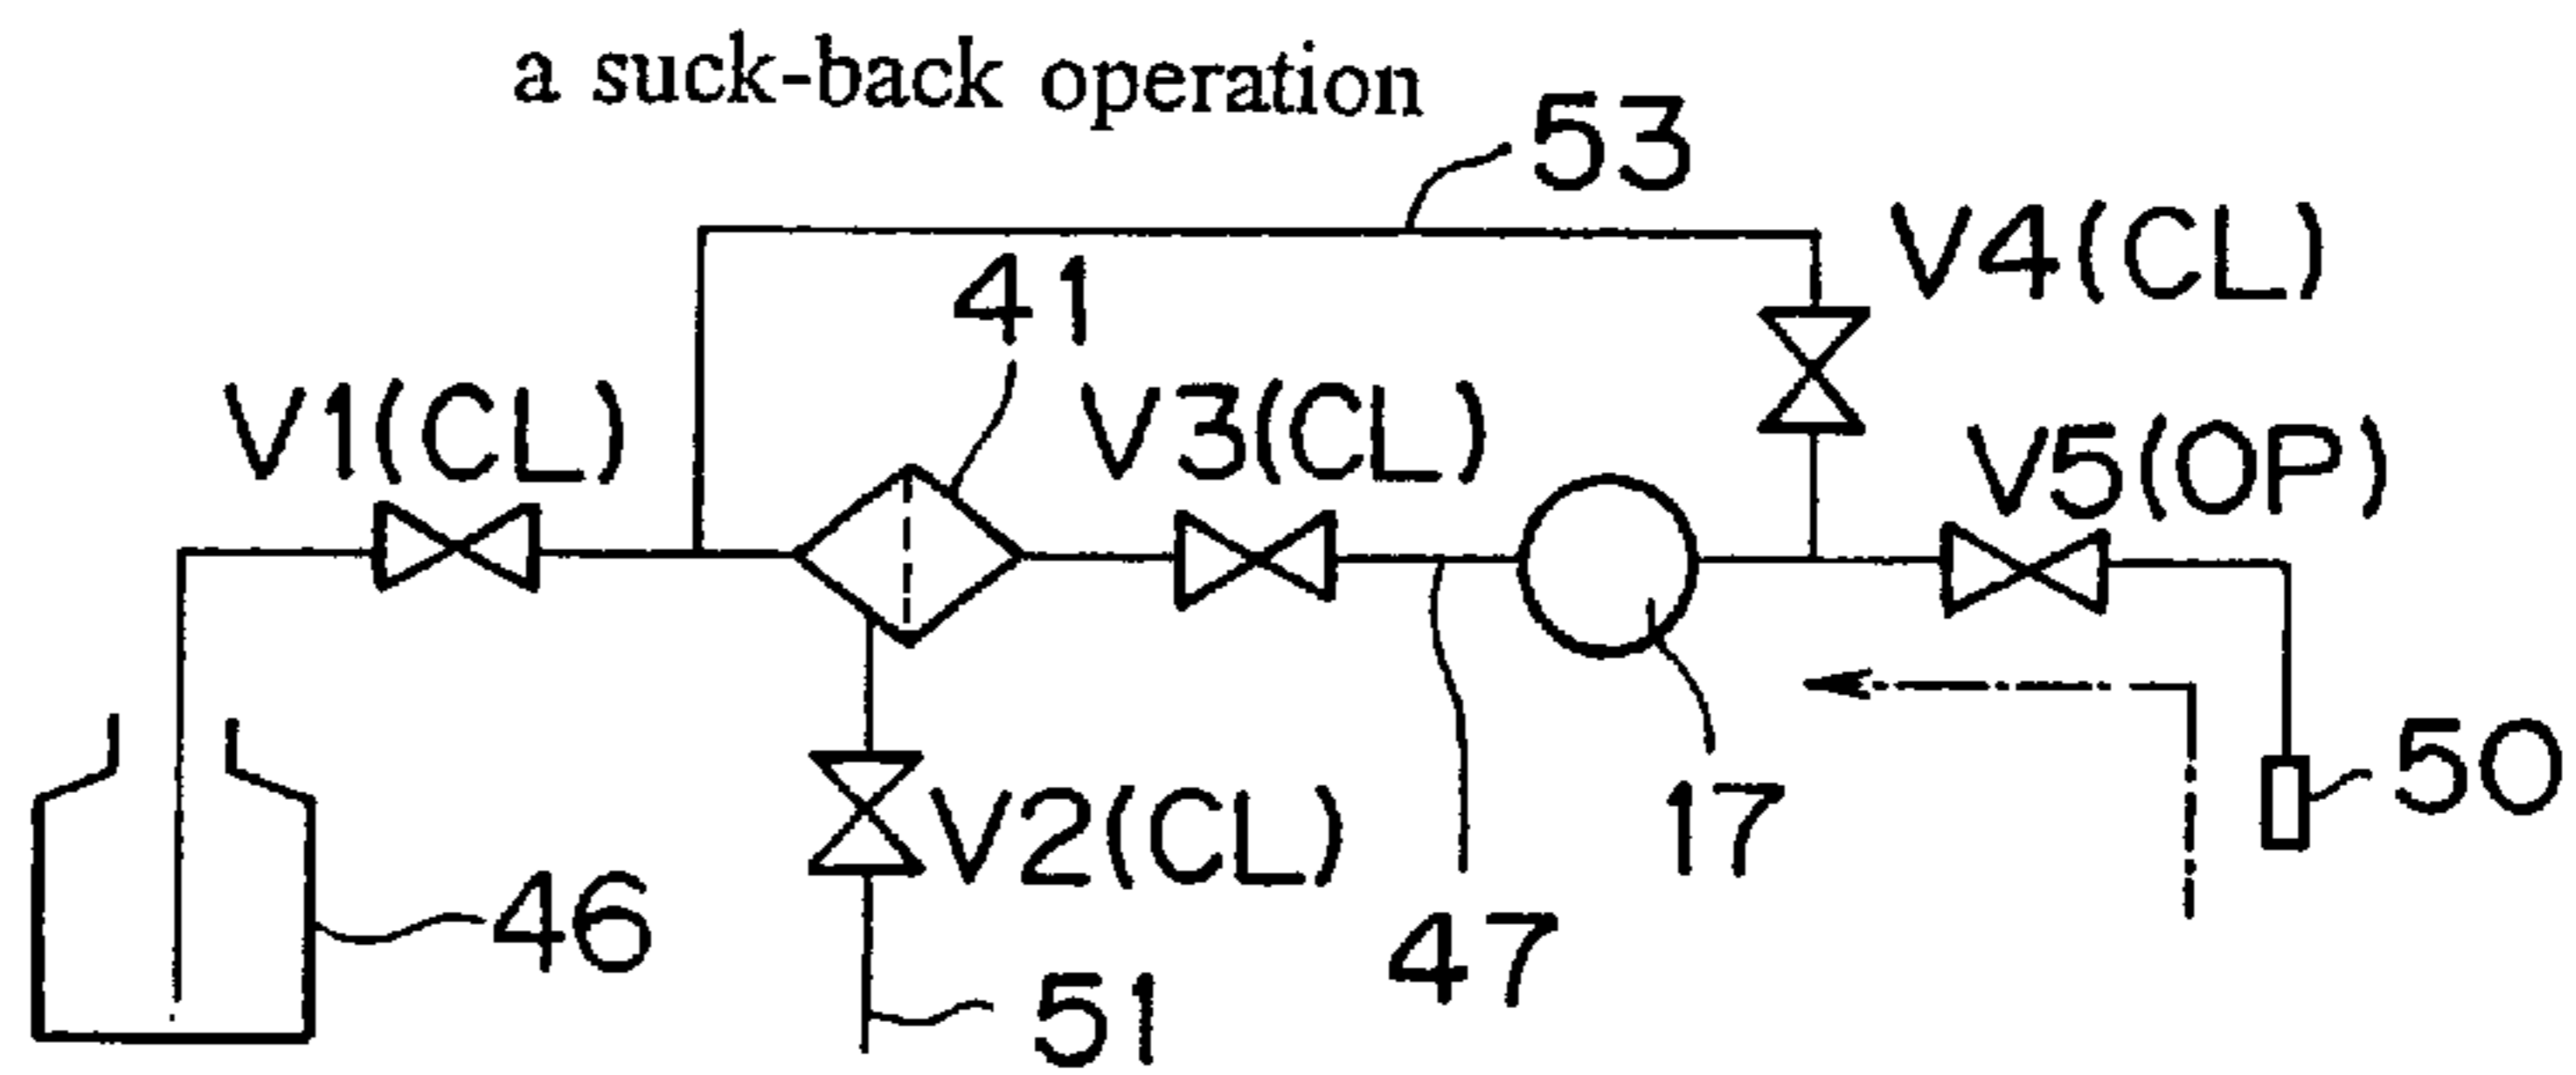 a suck-back operation
53
V4(CL)
41
V1(CL)
V3(CL)
V5(OP)
50
17
V2(CL)
46
47
51